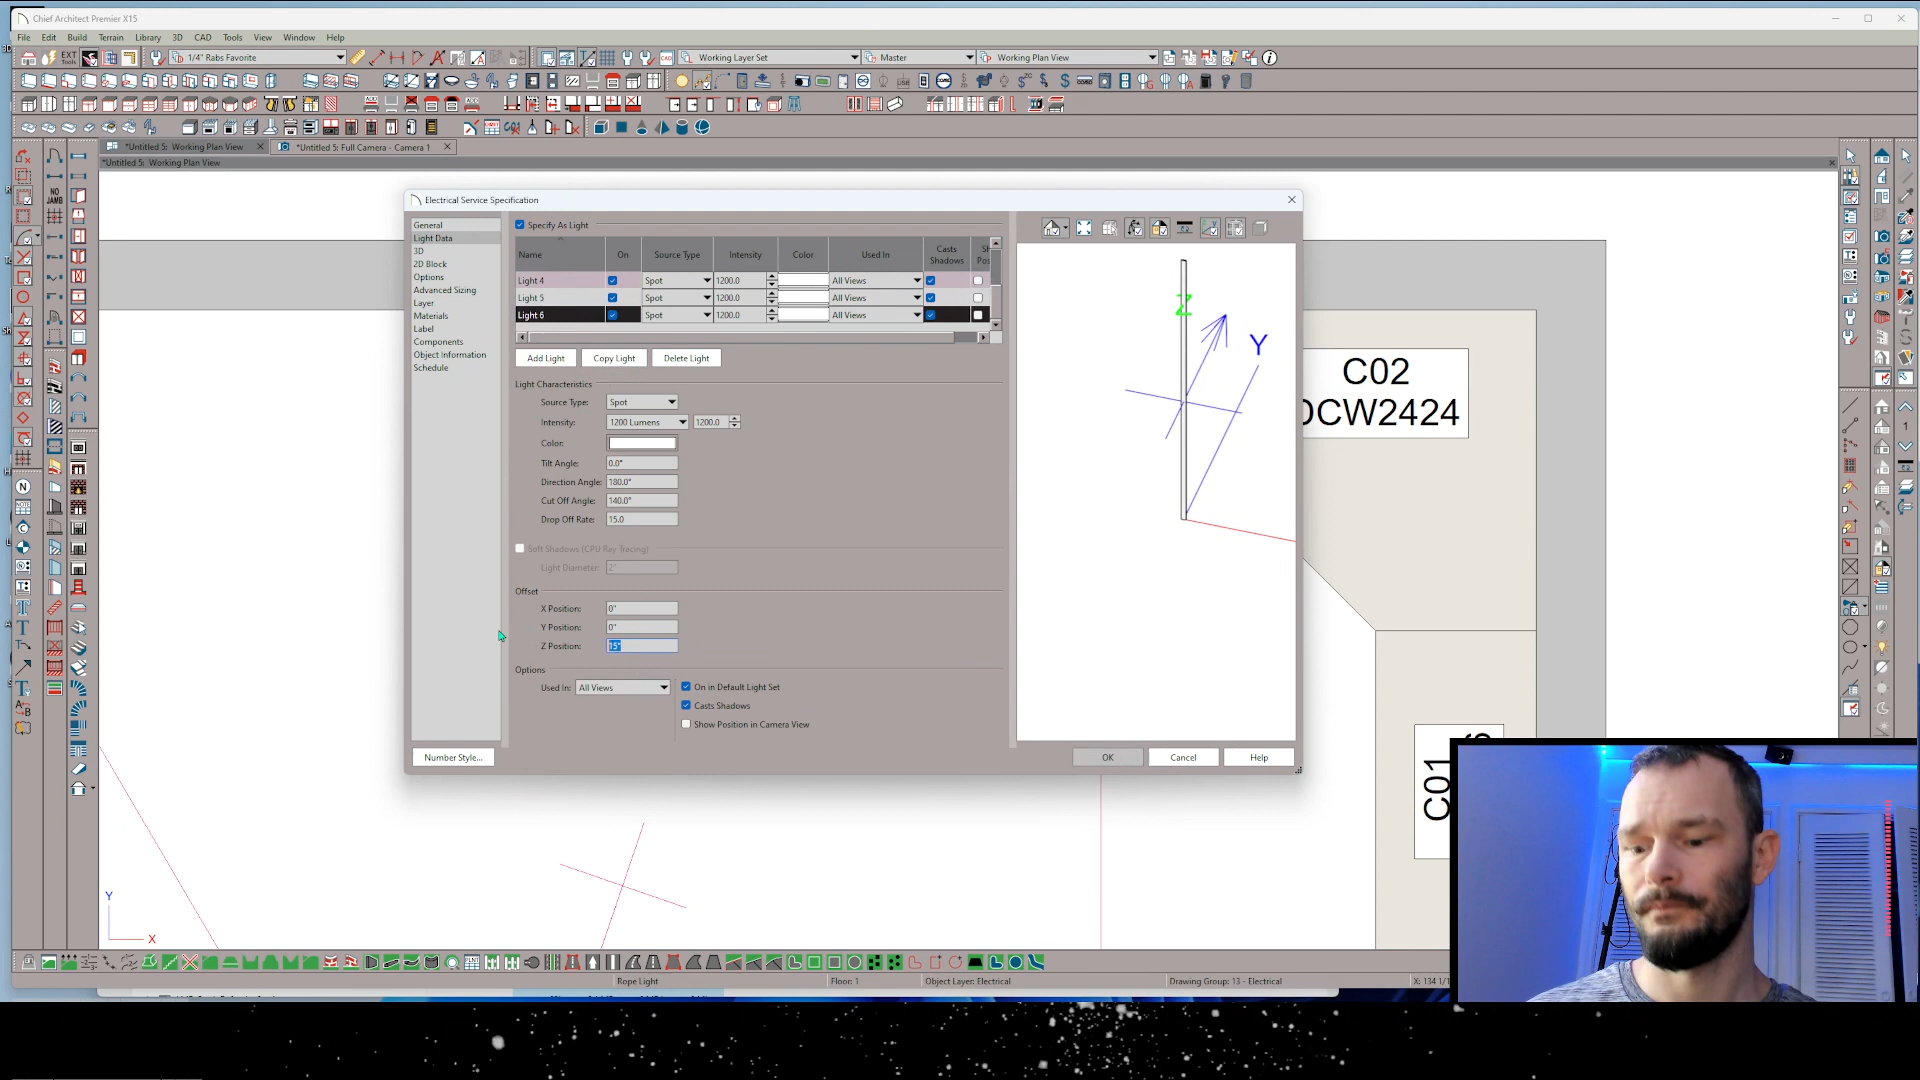 Chief Architect Premier X15
File Edit Build Terrain Library 3D CAD Tools View Window Help
EXT TOOLS
1/4" Rabs Favorite
Working Layer Set
Master
Working Plan View
*Untitled 5: Working Plan View
*Untitled 5: Full Camera - Camera 1
*Untitled 5: Working Plan View
NO JAMB
Electrical Service Specification
General
Light Data
3D
2D Block
Options
Advanced Sizing
Layer
Materials
Label
Components
Object Information
Schedule
Specify As Light
Name On Source Type Intensity Color Used In Casts Shadows
Light 4 Spot 1200.0 All Views
Light 5 Spot 1200.0 All Views
Light 6 Spot 1200.0 All Views
Add Light Copy Light Delete Light
Light Characteristics
Source Type: Spot
Intensity: 1200 Lumens 1200.0
Color:
Tilt Angle: 0.0°
Direction Angle: 180.0°
Cut Off Angle: 140.0°
Drop Off Rate: 15.0
Soft Shadows (CPU Ray Tracing)
Light Diameter: 2"
Offset
X Position: 0"
Y Position: 0"
Z Position: 15"
Options
Used In: All Views
On in Default Light Set
Casts Shadows
Show Position in Camera View
Number Style... OK Cancel Help
Z
Y
C02
DCW2424
C01
Y
X
Rope Light
Floor: 1
Object Layer: Electrical
Drawing Group: 13 - Electrical